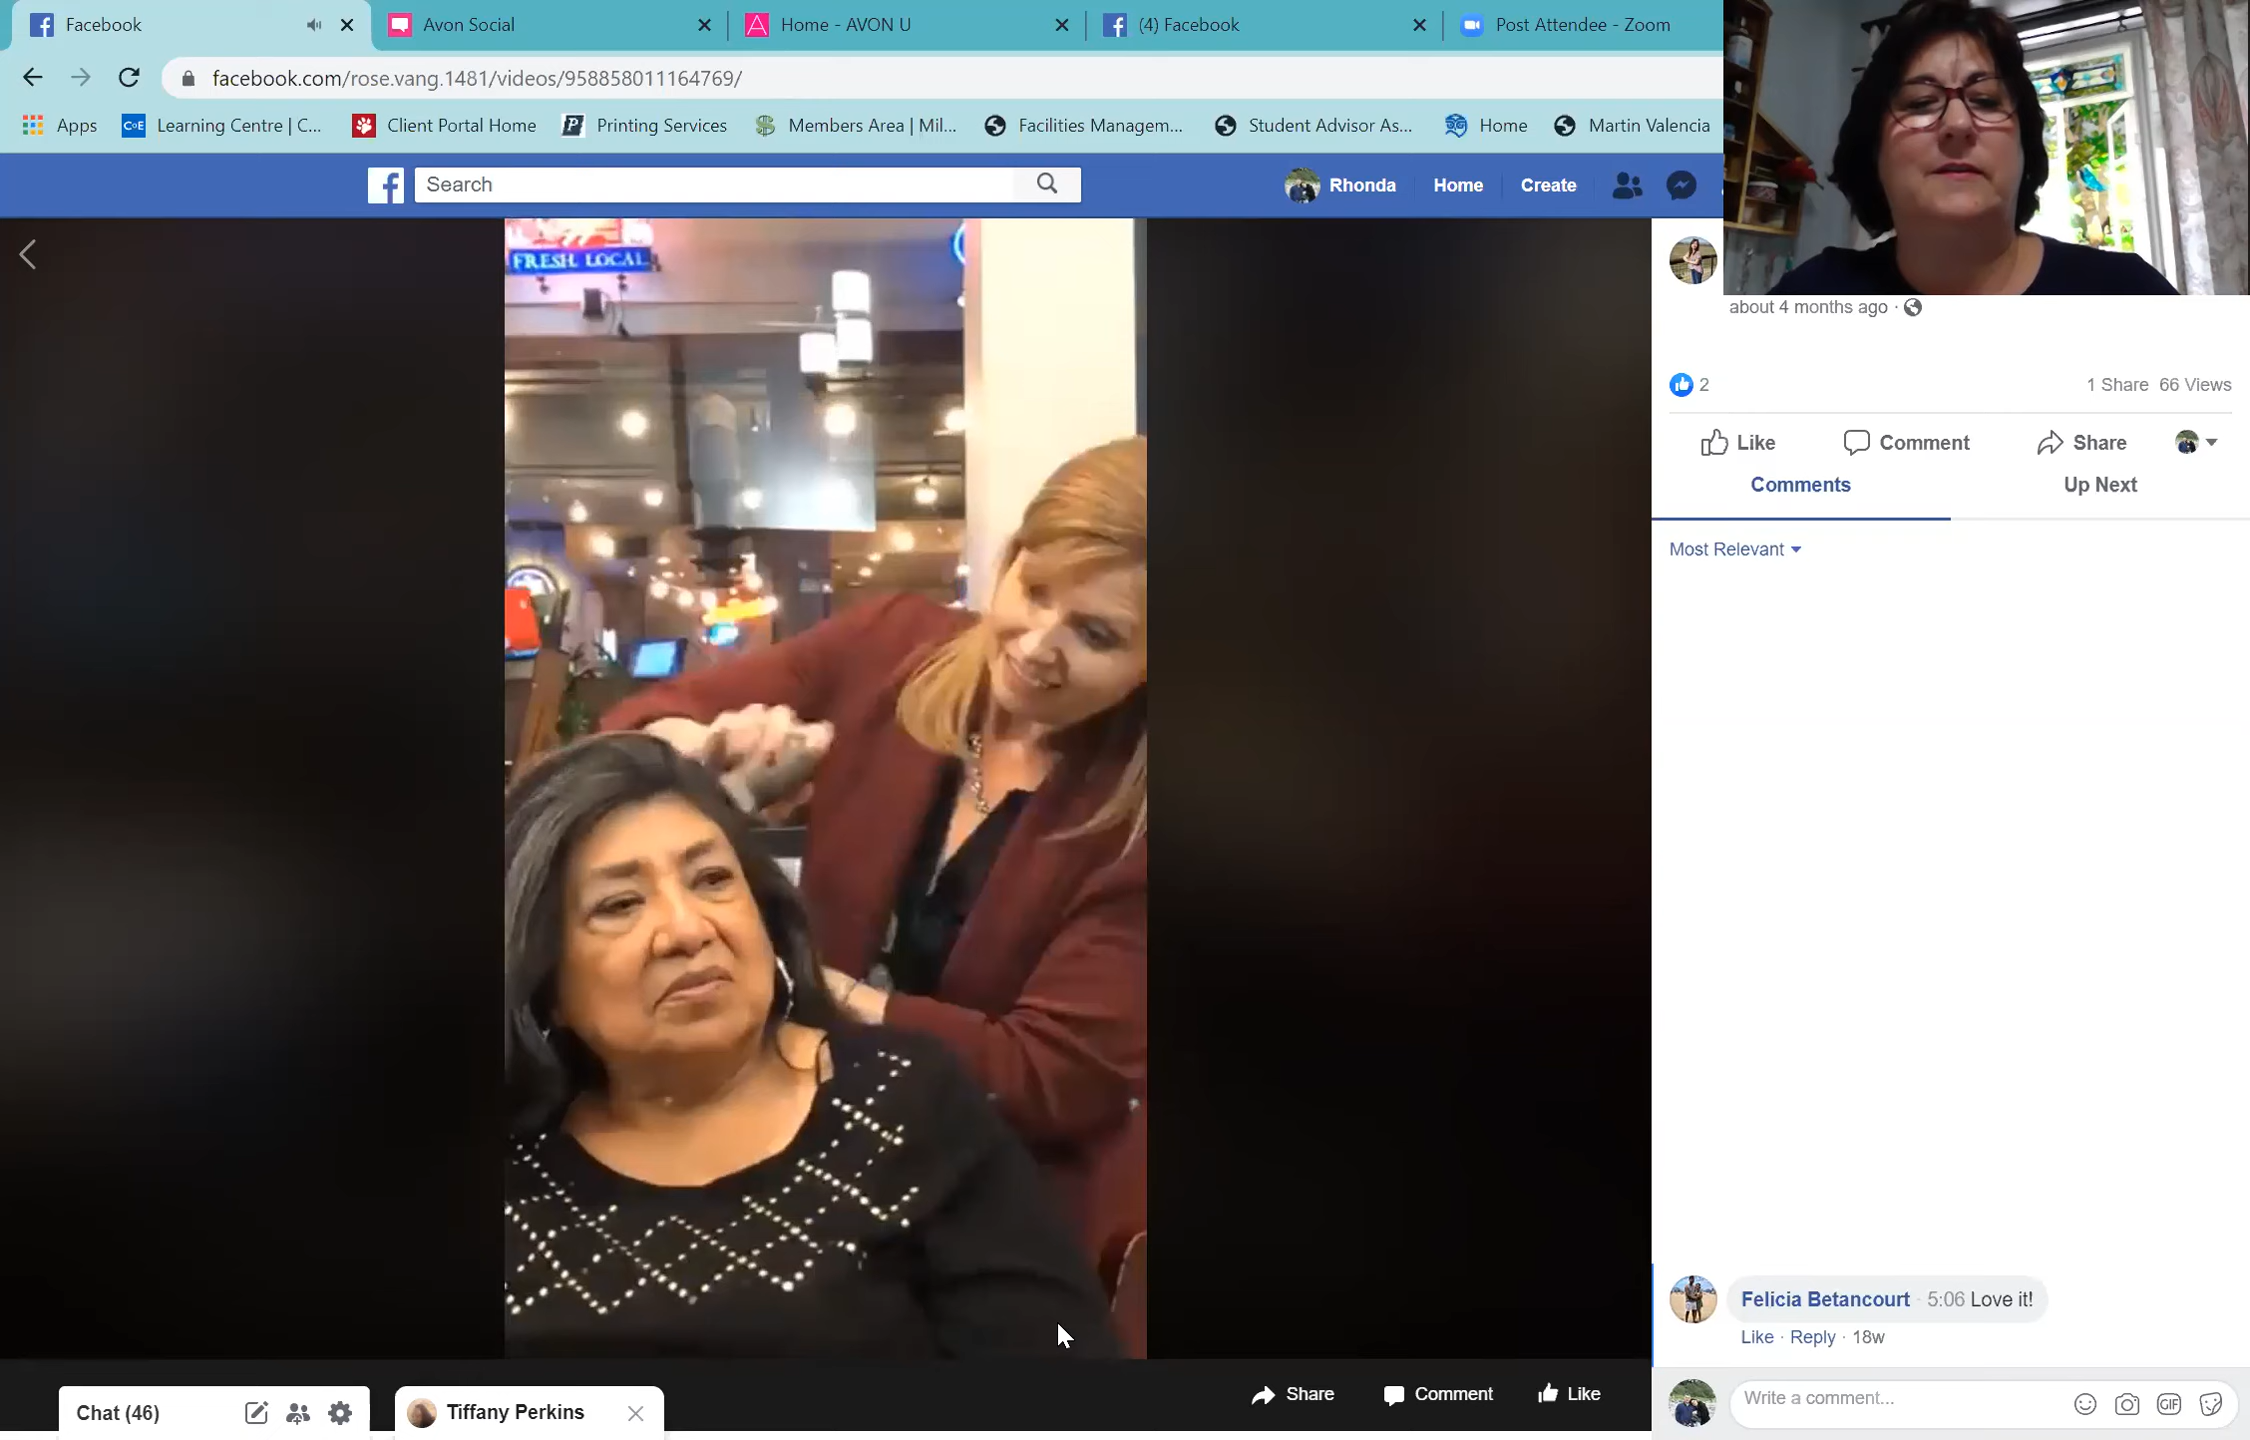 Facebook
Avon Social
Home - AVON U
(4) Facebook
Post Attendee - Zoom
facebook.com/rose.vang.1481/videos/958858011164769/
Apps
CoE
Learning Centre | C...
Client Portal Home
Printing Services
Members Area | Mil...
Facilities Managem...
Student Advisor As...
Home
Martin Valencia
Search
Rhonda
Home
Create
FRESH LOCAL
about 4 months ago ·
2
1 Share 66 Views
Like
Comment
Share
Comments
Up Next
Most Relevant
Felicia Betancourt · 5:06 Love it!
Like · Reply · 18w
Share
Comment
Like
Chat (46)
Tiffany Perkins
Write a comment...
GIF